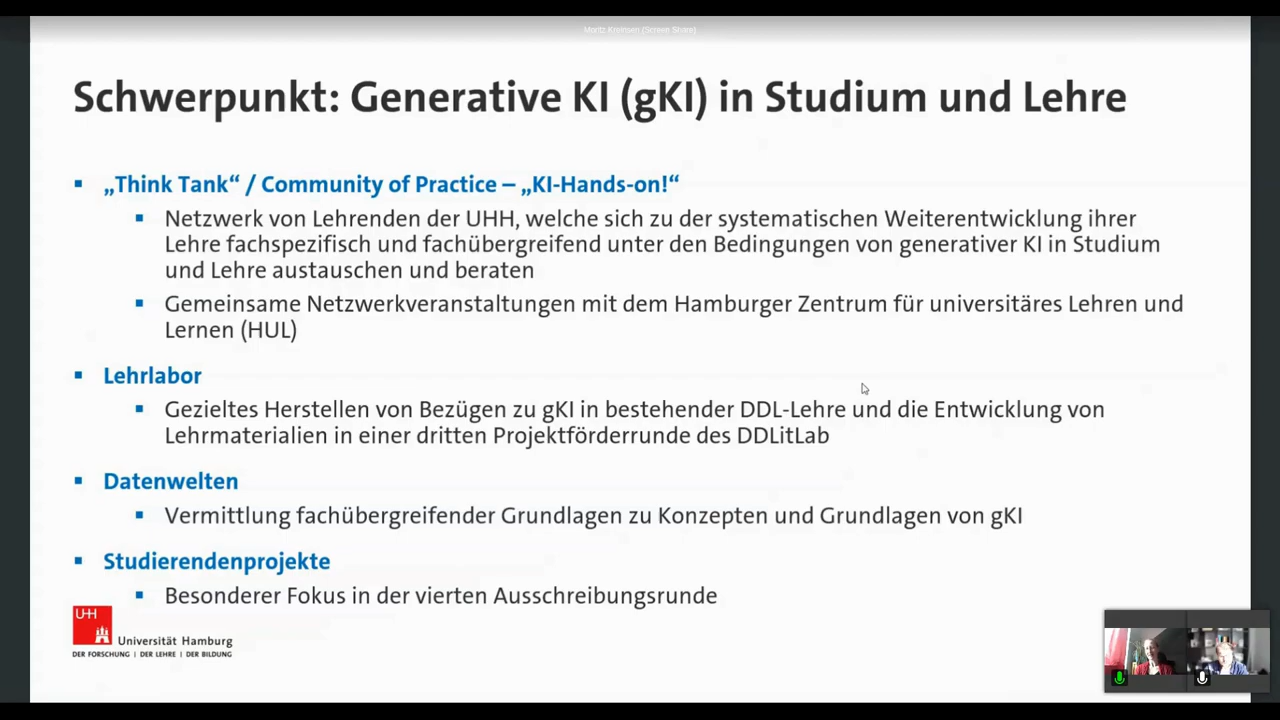 Moritz Kreinsen (Screen Share)
Schwerpunkt: Generative KI (gKI) in Studium und Lehre
„Think Tank“ / Community of Practice – „KI-Hands-on!“
Netzwerk von Lehrenden der UHH, welche sich zu der systematischen Weiterentwicklung ihrer
Lehre fachspezifisch und fachübergreifend unter den Bedingungen von generativer KI in Studium
und Lehre austauschen und beraten
Gemeinsame Netzwerkveranstaltungen mit dem Hamburger Zentrum für universitäres Lehren und
Lernen (HUL)
Lehrlabor
Gezieltes Herstellen von Bezügen zu gKI in bestehender DDL-Lehre und die Entwicklung von
Lehrmaterialien in einer dritten Projektförderrunde des DDLitLab
Datenwelten
Vermittlung fachübergreifender Grundlagen zu Konzepten und Grundlagen von gKI
Studierendenprojekte
Besonderer Fokus in der vierten Ausschreibungsrunde
UH
Universität Hamburg
DER FORSCHUNG | DER LEHRE | DER BILDUNG